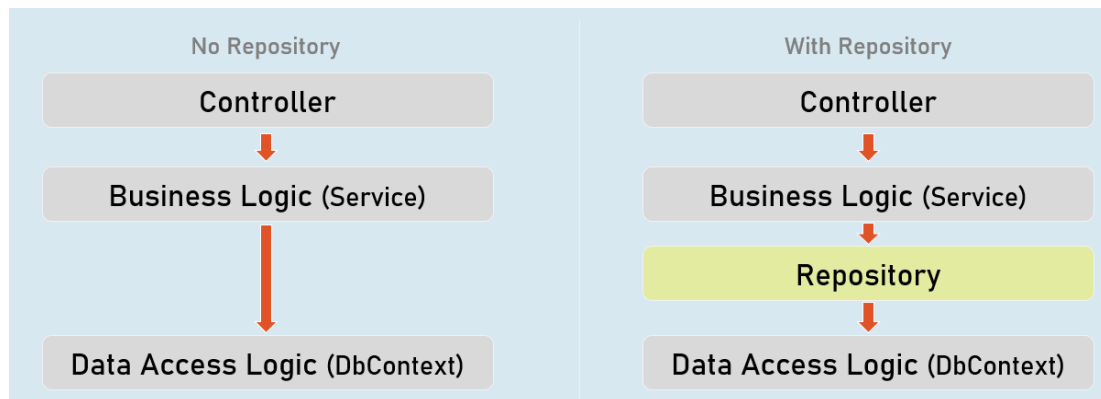 No Repository
Controller
Business Logic (Service)
Data Access Logic (DbContext)
With Repository
Controller
Business Logic (Service)
Repository
Data Access Logic (DbContext)